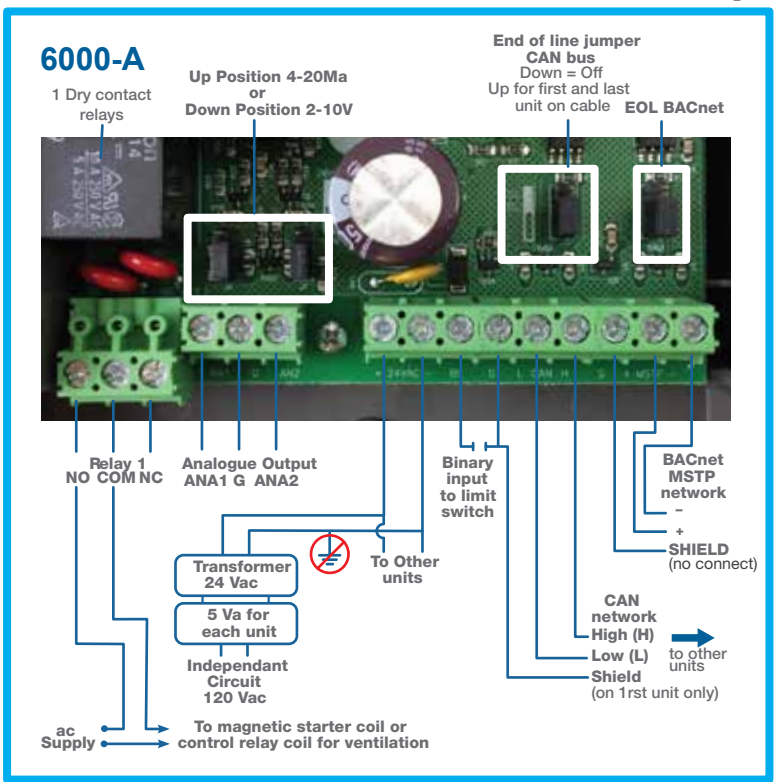 6000-A
1 Dry contact
relays
Up Position 4-20Ma
or
Down Position 2-10V
End of line jumper
CAN bus
Down = Off
Up for first and last
unit on cable
EOL BACnet
24VAC
L CAN H
MSTP
Relay 1
NO COM NC
Analogue Output
ANA1 G ANA2
Binary
input
to limit
switch
BACnet
MSTP
network
–
+
SHIELD
(no connect)
Transformer
24 Vac
To Other
units
5 Va for
each unit
Independant
Circuit
120 Vac
CAN
network
High (H)
Low (L)
Shield
(on 1rst unit only)
to other
units
ac
Supply
To magnetic starter coil or
control relay coil for ventilation